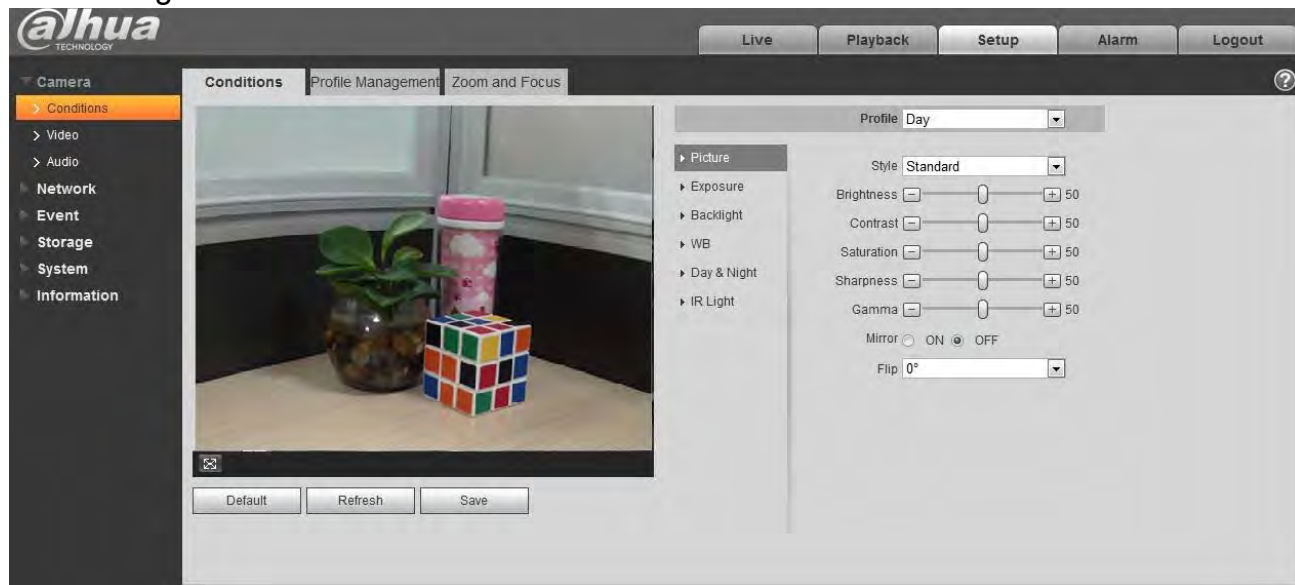 alhua
TECHNOLOGY
Live
Playback
Setup
Alarm
Logout
Camera
Conditions
Video
Audio
Network
Event
Storage
System
Information
Conditions
Profile Management
Zoom and Focus
?
Profile Day
Picture
Exposure
Backlight
WB
Day & Night
IR Light
Style Standard
Brightness 50
Contrast 50
Saturation 50
Sharpness 50
Gamma 50
Mirror ON OFF
Flip 0°
Default
Refresh
Save